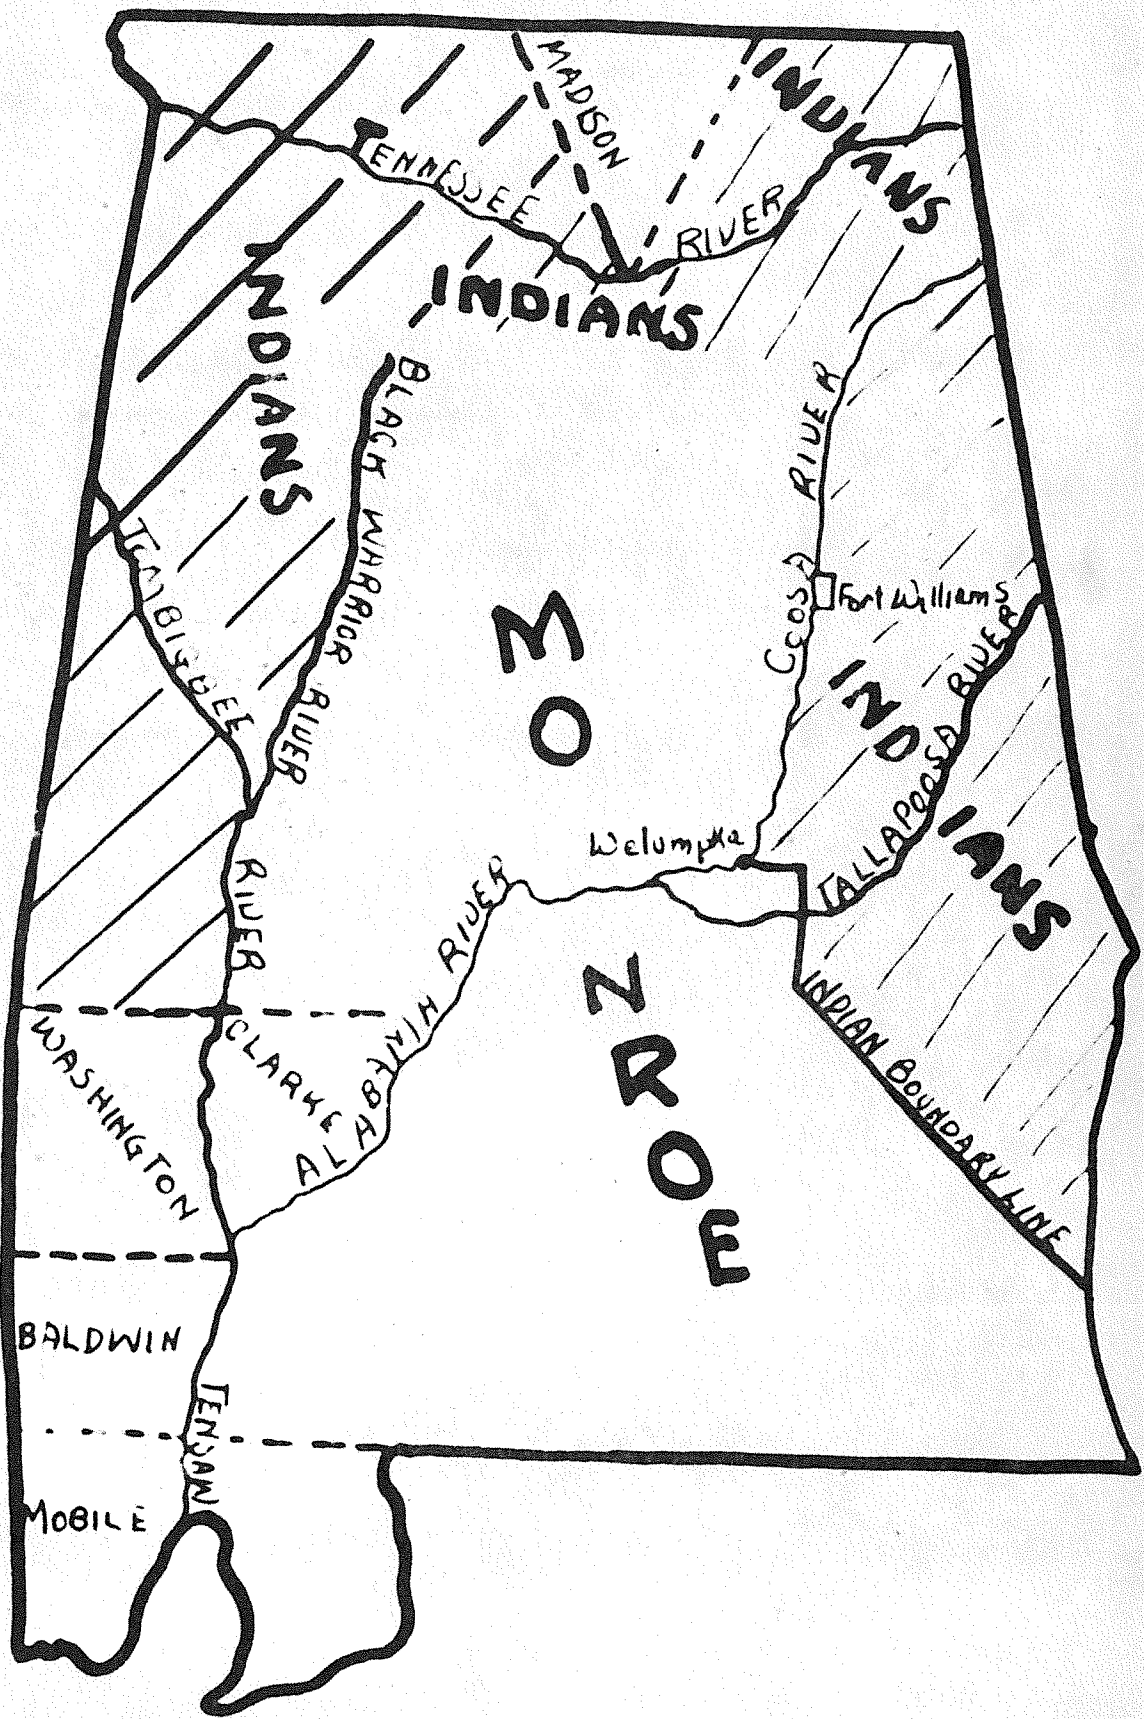 MADISON
INDIANS
TENNESSEE
RIVER
INDIANS
INDIANS
BLACK WARRIOR RIVER
COOSA RIVER
TOMBIGBEE
RIVER
Fort Williams
MO
NROE
INDIANS
TALLAPOOSA RIVER
Welumpka
ALABAMA RIVER
INDIAN BOUNDARY LINE
WASHINGTON
CLARKE
BALDWIN
TENSAW
MOBILE